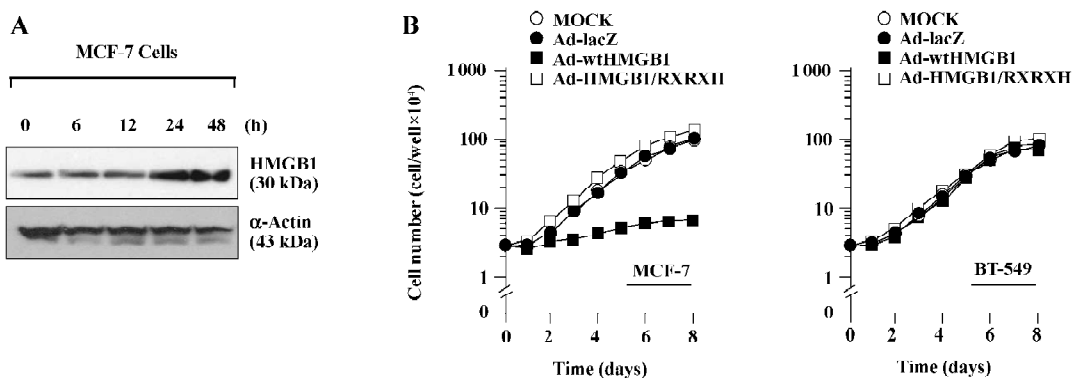 A
MCF-7 Cells
0 6 12 24 48 (h)
HMGB1
(30 kDa)
α-Actin
(43 kDa)
B
MOCK
Ad-lacZ
Ad-wtHMGB1
Ad-HMGB1/RXRXH
1000
100
10
1
0
Cell number (cell/well×10⁴)
MCF-7
0 2 4 6 8
Time (days)
MOCK
Ad-lacZ
Ad-wtHMGB1
Ad-HMGB1/RXRXH
1000
100
10
1
0
BT-549
0 2 4 6 8
Time (days)